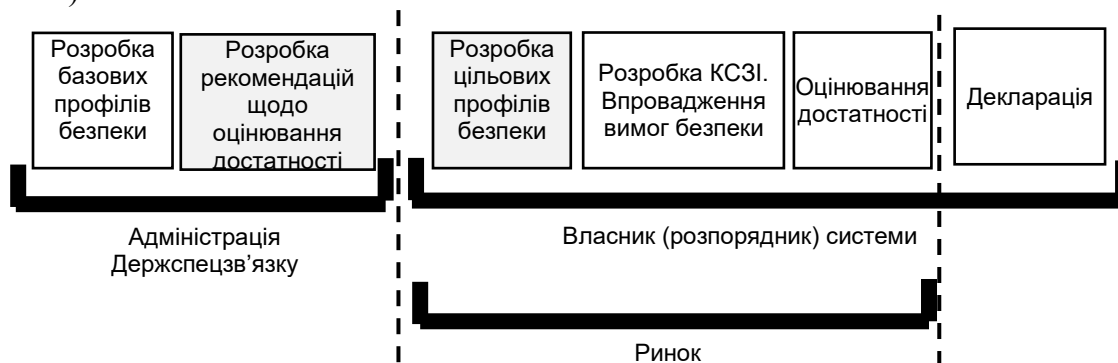 )
Розробка
базових
профілів
безпеки
Розробка
рекомендацій
щодо
оцінювання
достатності
Розробка
цільових
профілів
безпеки
Розробка КСЗІ.
Впровадження
вимог безпеки
Оцінювання
достатності
Декларація
Адміністрація
Держспецзв’язку
Власник (розпорядник) системи
Ринок